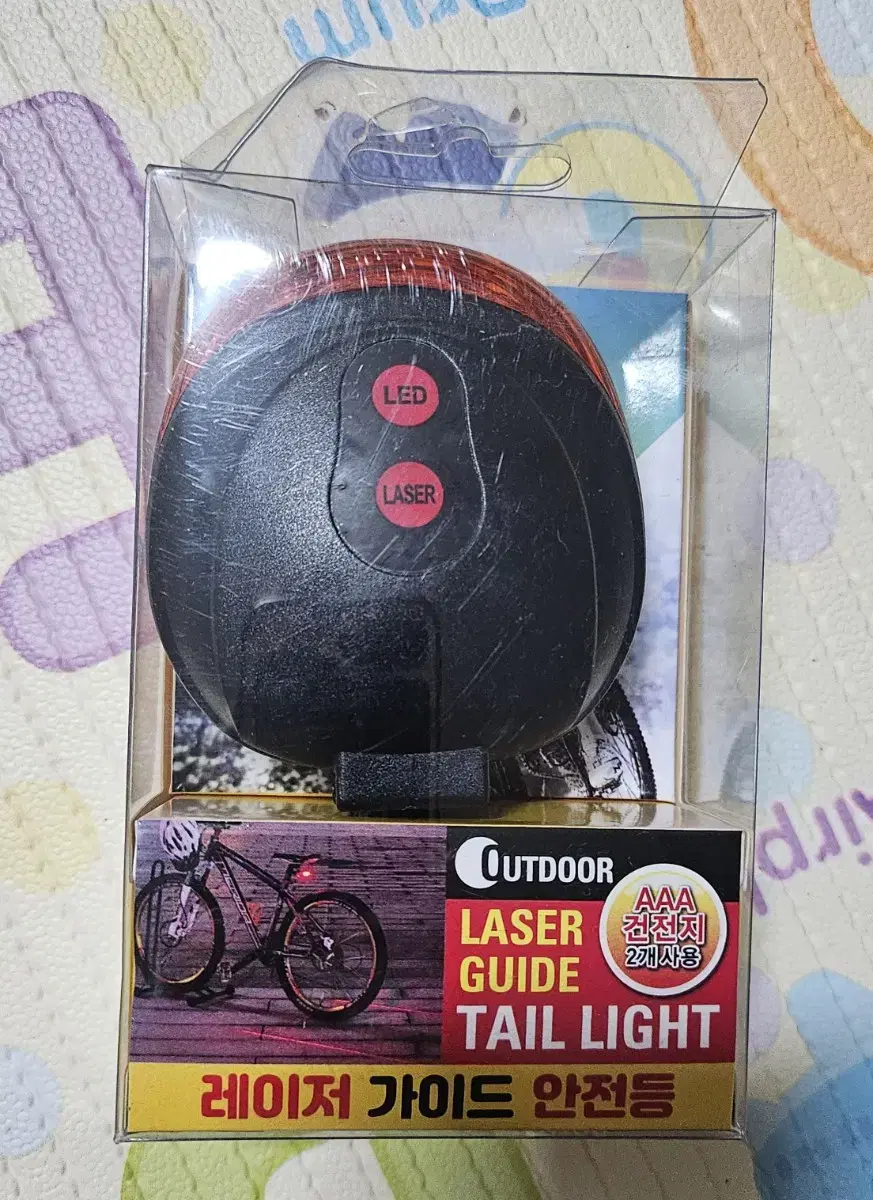 LED
LASER
OUTDOOR
LASER
GUIDE
TAIL LIGHT
AAA
건전지
2개 사용
레이저 가이드 안전등